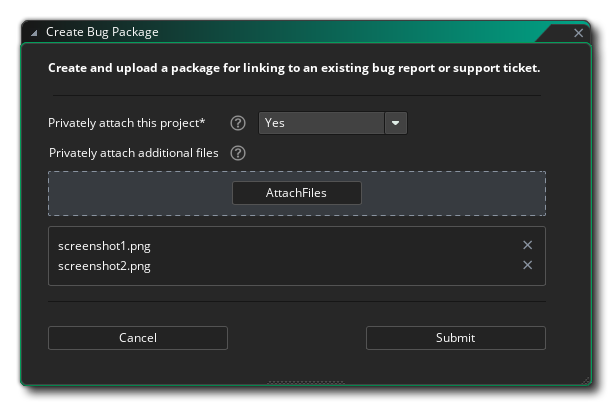 Create Bug Package
Create and upload a package for linking to an existing bug report or support ticket.
Privately attach this project* ? Yes
Privately attach additional files ?
AttachFiles
screenshot1.png
screenshot2.png
Cancel Submit